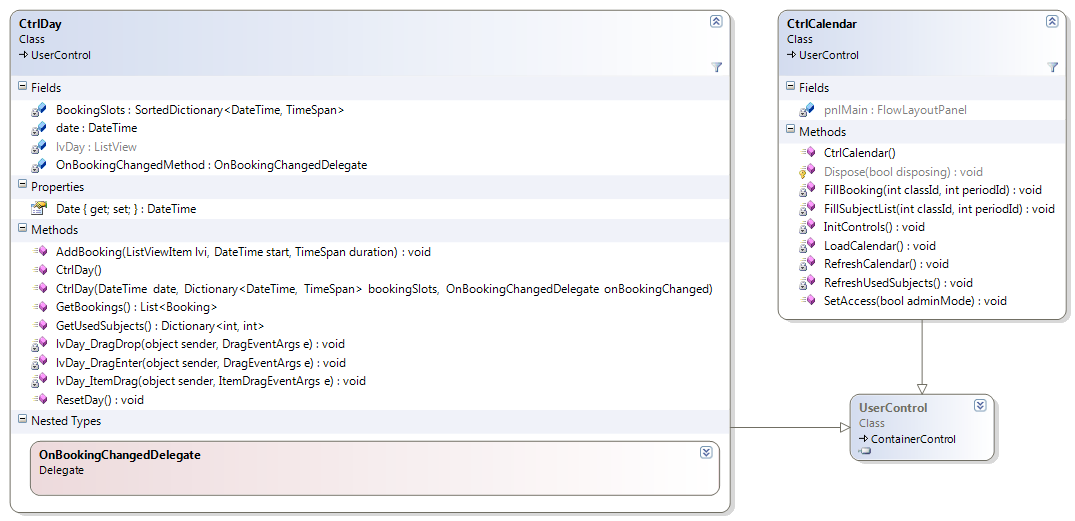 CtrlDay
Class
UserControl
Fields
BookingSlots : SortedDictionary<DateTime, TimeSpan>
date : DateTime
lvDay : ListView
OnBookingChangedMethod : OnBookingChangedDelegate
Properties
Date { get; set; } : DateTime
Methods
AddBooking(ListViewItem lvi, DateTime start, TimeSpan duration) : void
CtrlDay()
CtrlDay(DateTime date, Dictionary<DateTime, TimeSpan> bookingSlots, OnBookingChangedDelegate onBookingChanged)
GetBookings() : List<Booking>
GetUsedSubjects() : Dictionary<int, int>
lvDay_DragDrop(object sender, DragEventArgs e) : void
lvDay_DragEnter(object sender, DragEventArgs e) : void
lvDay_ItemDrag(object sender, ItemDragEventArgs e) : void
ResetDay() : void
Nested Types
OnBookingChangedDelegate
Delegate
CtrlCalendar
Class
UserControl
Fields
pnlMain : FlowLayoutPanel
Methods
CtrlCalendar()
Dispose(bool disposing) : void
FillBooking(int classId, int periodId) : void
FillSubjectList(int classId, int periodId) : void
InitControls() : void
LoadCalendar() : void
RefreshCalendar() : void
RefreshUsedSubjects() : void
SetAccess(bool adminMode) : void
UserControl
Class
ContainerControl